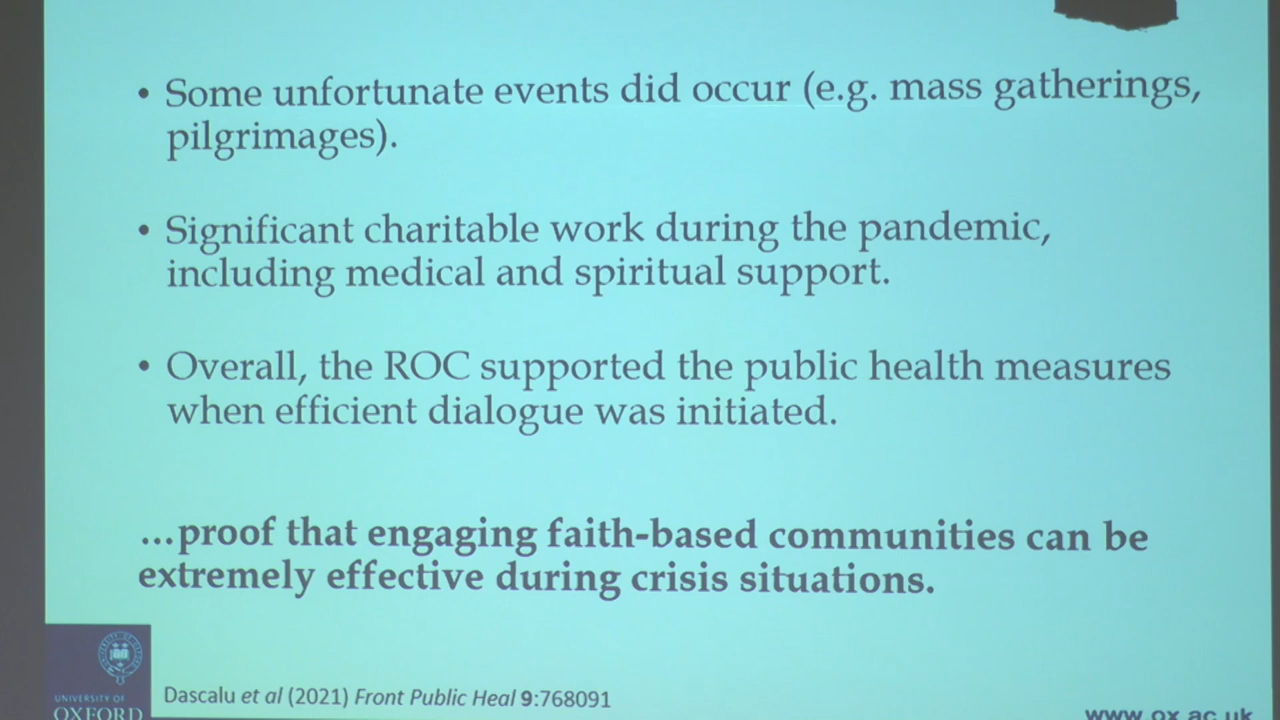 • Some unfortunate events did occur (e.g. mass gatherings,
pilgrimages).
• Significant charitable work during the pandemic,
including medical and spiritual support.
• Overall, the ROC supported the public health measures
when efficient dialogue was initiated.
...proof that engaging faith-based communities can be
extremely effective during crisis situations.
UNIVERSITY OF
OXFORD
Dascalu et al (2021) Front Public Heal 9:768091
www.ox.ac.uk